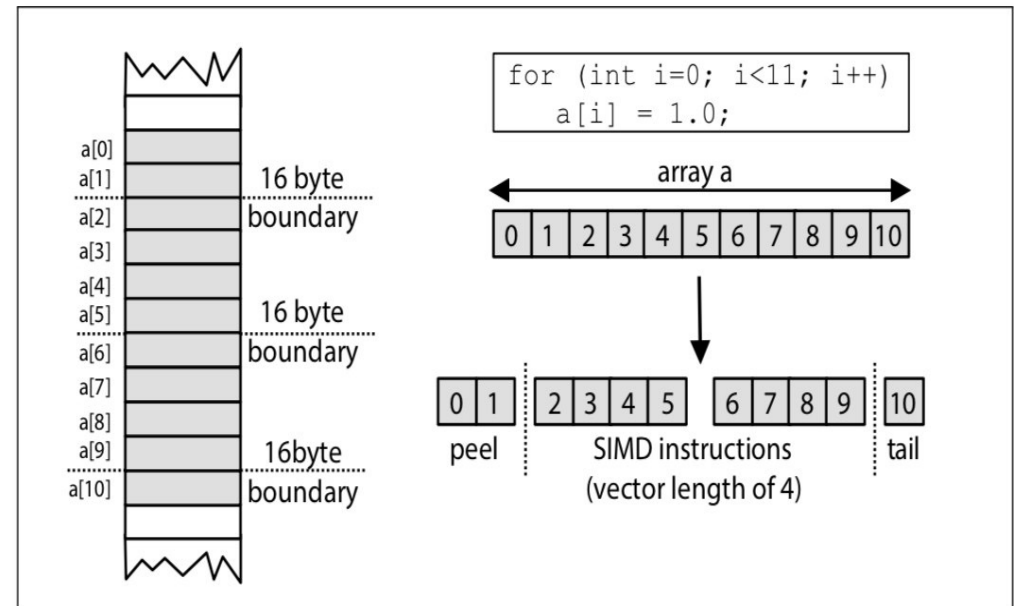 for (int i=0; i<11; i++)
a[i] = 1.0;
a[0]
a[1]
16 byte
a[2]
boundary
a[3]
a[4]
a[5]
16 byte
a[6]
boundary
a[7]
a[8]
a[9]
16byte
a[10]
boundary
array a
0 1 2 3 4 5 6 7 8 9 10
0 1 2 3 4 5 6 7 8 9 10
peel SIMD instructions tail
(vector length of 4)